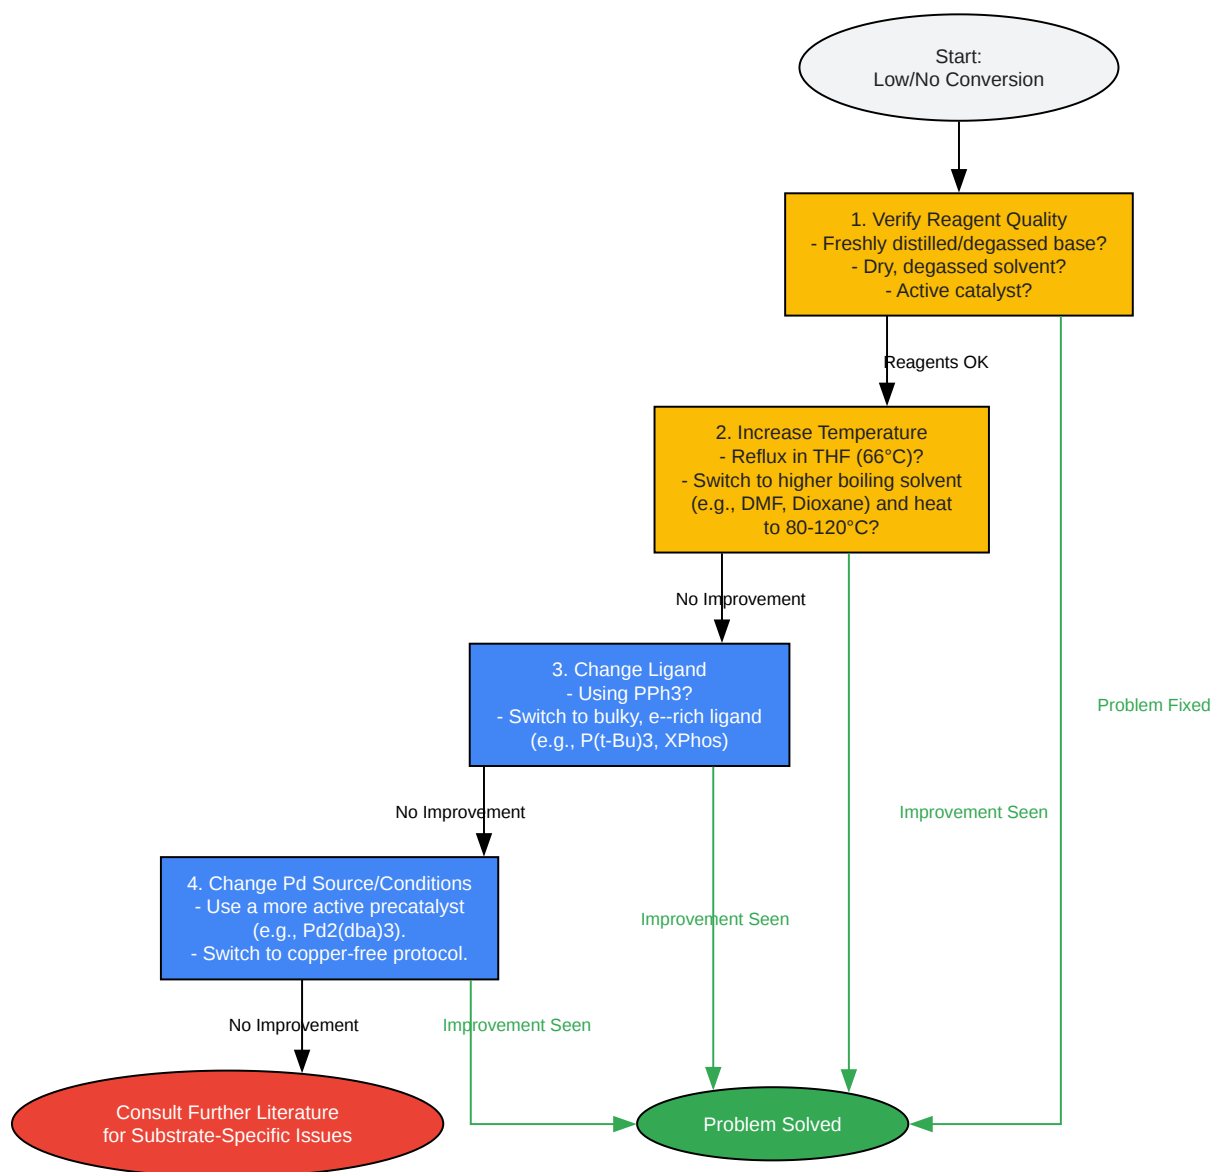 Start:
Low/No Conversion
1. Verify Reagent Quality
- Freshly distilled/degassed base?
- Dry, degassed solvent?
- Active catalyst?
Reagents OK
2. Increase Temperature
- Reflux in THF (66°C)?
- Switch to higher boiling solvent
(e.g., DMF, Dioxane) and heat
to 80-120°C?
No Improvement
3. Change Ligand
- Using PPh3?
- Switch to bulky, e--rich ligand
(e.g., P(t-Bu)3, XPhos)
Problem Fixed
No Improvement
Improvement Seen
4. Change Pd Source/Conditions
- Use a more active precatalyst
(e.g., Pd2(dba)3).
- Switch to copper-free protocol.
Improvement Seen
No Improvement
Improvement Seen
Consult Further Literature
for Substrate-Specific Issues
Problem Solved